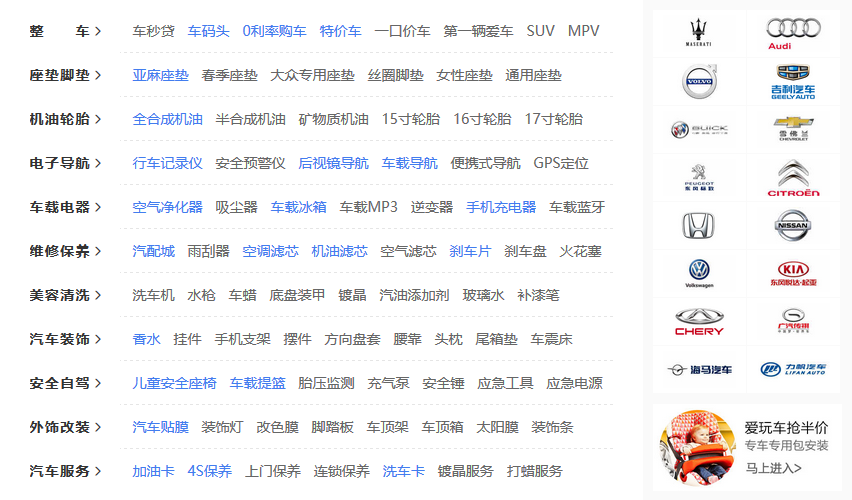 整 车 > 车秒贷 车码头 0利率购车 特价车 一口价车 第一辆爱车 SUV MPV
座垫脚垫 > 亚麻座垫 春季座垫 大众专用座垫 丝圈脚垫 女性座垫 通用座垫
机油轮胎 > 全合成机油 半合成机油 矿物质机油 15寸轮胎 16寸轮胎 17寸轮胎
电子导航 > 行车记录仪 安全预警仪 后视镜导航 车载导航 便携式导航 GPS定位
车载电器 > 空气净化器 吸尘器 车载冰箱 车载MP3 逆变器 手机充电器 车载蓝牙
维修保养 > 汽配城 雨刮器 空调滤芯 机油滤芯 空气滤芯 刹车片 刹车盘 火花塞
美容清洗 > 洗车机 水枪 车蜡 底盘装甲 镀晶 汽油添加剂 玻璃水 补漆笔
汽车装饰 > 香水 挂件 手机支架 摆件 方向盘套 腰靠 头枕 尾箱垫 车震床
安全自驾 > 儿童安全座椅 车载提篮 胎压监测 充气泵 安全锤 应急工具 应急电源
外饰改装 > 汽车贴膜 装饰灯 改色膜 脚踏板 车顶架 车顶箱 太阳膜 装饰条
汽车服务 > 加油卡 4S保养 上门保养 连锁保养 洗车卡 镀晶服务 打蜡服务
MASERATI
Audi
VOLVO
吉利汽车
GEELY AUTO
BUICK
雪佛兰
CHEVROLET
PEUGEOT
东风标致
CITROËN
NISSAN
Volkswagen
KIA
东风悦达·起亚
CHERY
广汽传祺
海马汽车
力帆汽车
LIFAN AUTO
爱玩车抢半价
专车专用包安装
马上进入>